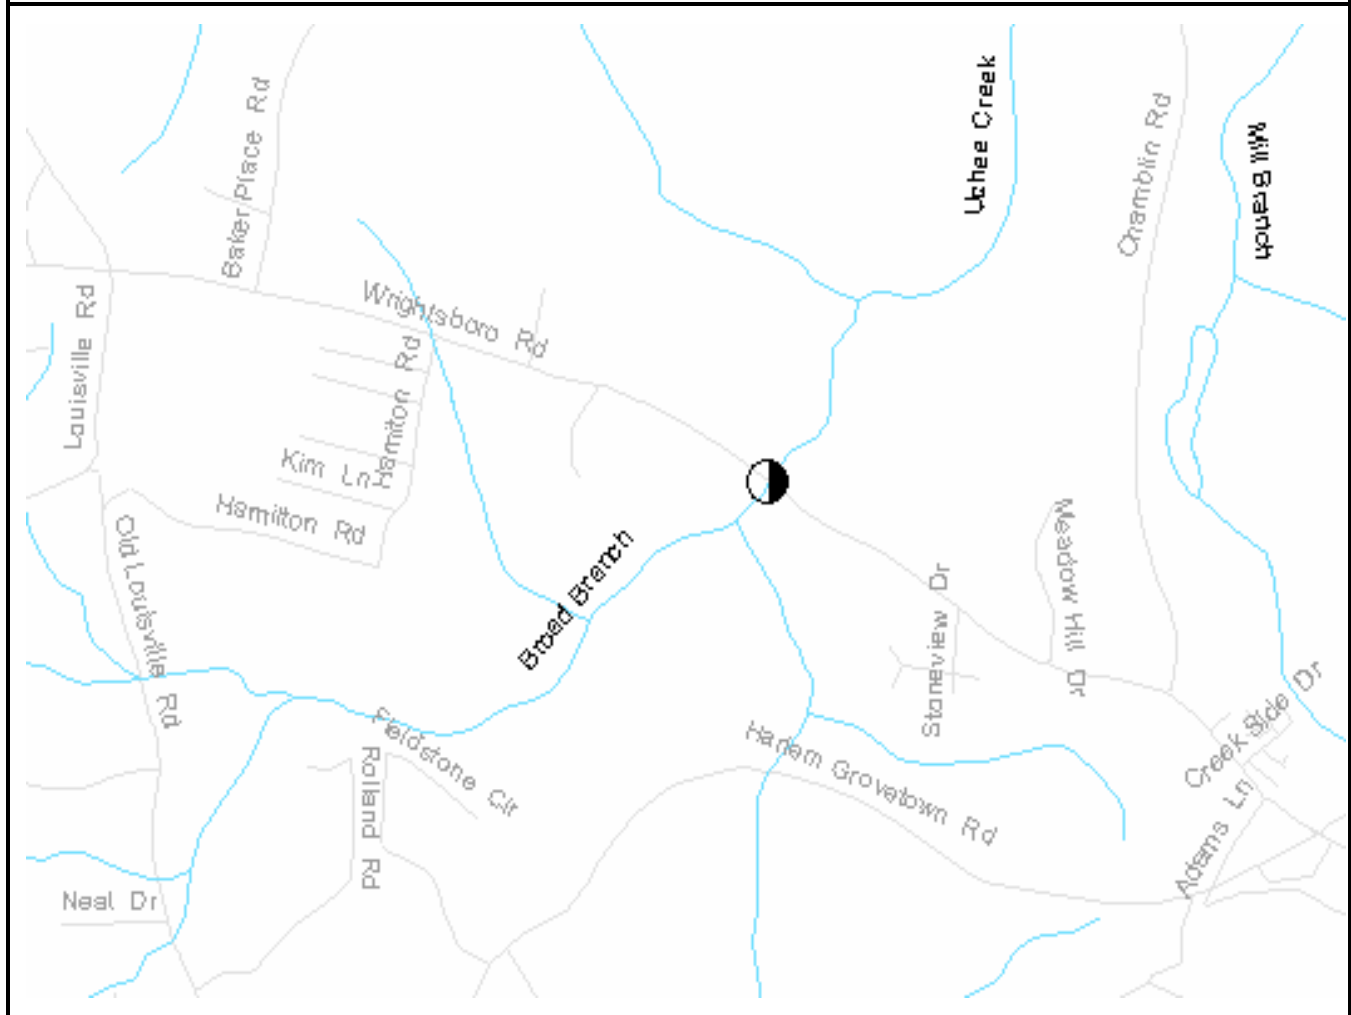 Uchee Creek
Baker Place Rd
Chamblin Rd
Mill Branch
Louisville Rd
Wrightsboro Rd
Hamiton Rd
Kim Ln
Hamilton Rd
Old Louisville Rd
Broad Branch
Meadow Hill Dr
Stoneview Dr
Fieldstone Cir
Rolland Rd
Harlem Grovetown Rd
Creek Side Dr
Adams Ln
Neal Dr